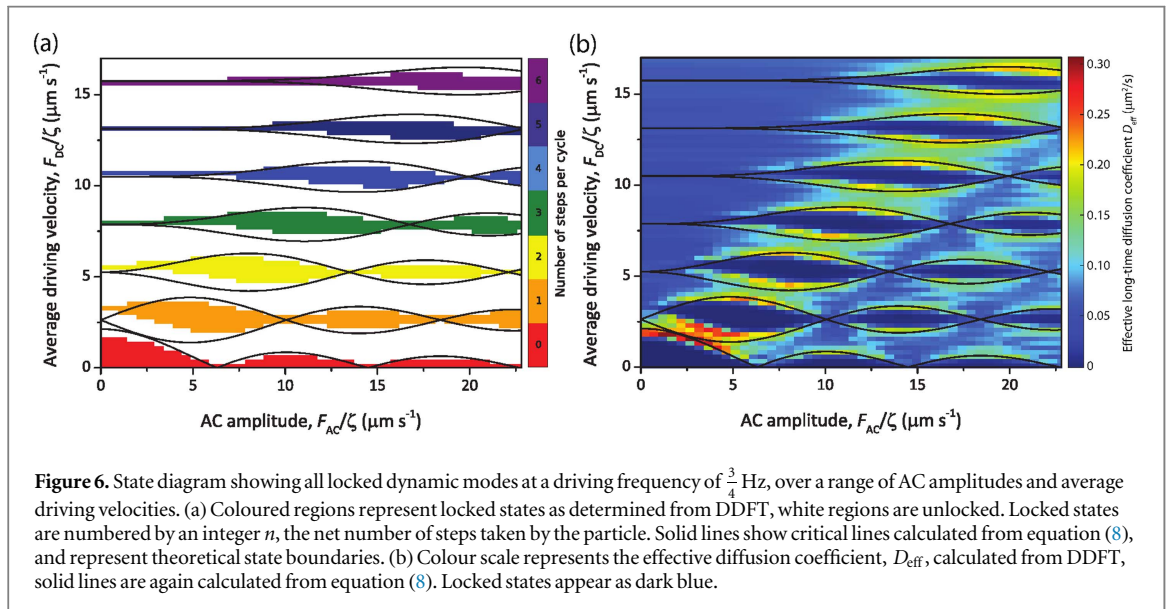 (a)
Average driving velocity, F_DC/ζ (μm s⁻¹)
15
10
5
0
0 5 10 15 20
AC amplitude, F_AC/ζ (μm s⁻¹)
6
5
4
3
2
1
0
Number of steps per cycle
(b)
Average driving velocity, F_DC/ζ (μm s⁻¹)
15
10
5
0
0 5 10 15 20
AC amplitude, F_AC/ζ (μm s⁻¹)
0.30
0.25
0.20
0.15
0.10
0.05
0
Effective long-time diffusion coefficient D_eff (μm²/s)
Figure 6. State diagram showing all locked dynamic modes at a driving frequency of 3/4 Hz, over a range of AC amplitudes and average
driving velocities. (a) Coloured regions represent locked states as determined from DDFT, white regions are unlocked. Locked states
are numbered by an integer n, the net number of steps taken by the particle. Solid lines show critical lines calculated from equation (8),
and represent theoretical state boundaries. (b) Colour scale represents the effective diffusion coefficient, D_eff, calculated from DDFT,
solid lines are again calculated from equation (8). Locked states appear as dark blue.